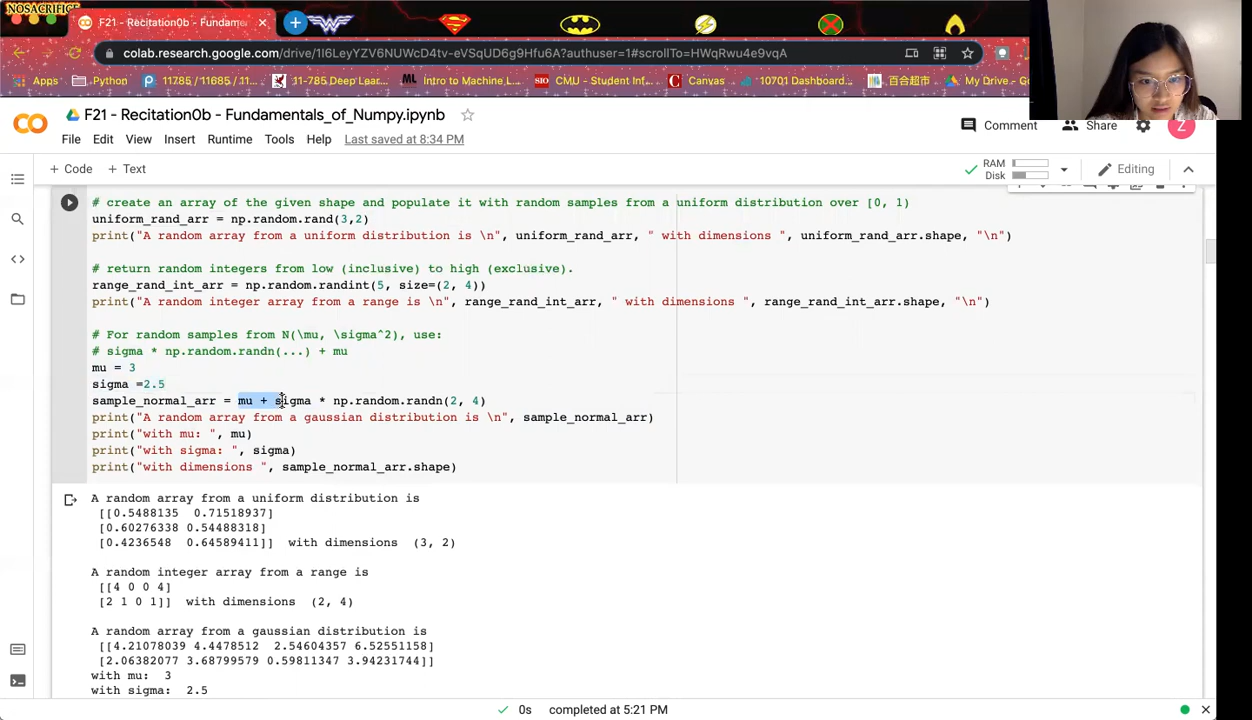 NOSACRIFICE
F21 - Recitation0b - Fundame
colab.research.google.com/drive/1I6LeyYZV6NUWcD4tv-eVSqUD6g9Hfu6A?authuser=1#scrollTo=HWqRwu4e9vqA
Apps Python 11785 / 11685 / 11... 11-785 Deep Lear... Intro to Machine L... CMU - Student Inf... Canvas 10701 Dashboard... 百合超市 My Drive - Go
F21 - Recitation0b - Fundamentals_of_Numpy.ipynb
Comment Share Z
File Edit View Insert Runtime Tools Help Last saved at 8:34 PM
+ Code + Text
RAM
Disk
Editing
# create an array of the given shape and populate it with random samples from a uniform distribution over [0, 1)
uniform_rand_arr = np.random.rand(3,2)
print("A random array from a uniform distribution is \n", uniform_rand_arr, " with dimensions ", uniform_rand_arr.shape, "\n")
# return random integers from low (inclusive) to high (exclusive).
range_rand_int_arr = np.random.randint(5, size=(2, 4))
print("A random integer array from a range is \n", range_rand_int_arr, " with dimensions ", range_rand_int_arr.shape, "\n")
# For random samples from N(\mu, \sigma^2), use:
# sigma * np.random.randn(...) + mu
mu = 3
sigma =2.5
sample_normal_arr = mu + sigma * np.random.randn(2, 4)
print("A random array from a gaussian distribution is \n", sample_normal_arr)
print("with mu: ", mu)
print("with sigma: ", sigma)
print("with dimensions ", sample_normal_arr.shape)
A random array from a uniform distribution is
[[0.5488135 0.71518937]
[0.60276338 0.54488318]
[0.4236548 0.64589411]] with dimensions (3, 2)
A random integer array from a range is
[[4 0 0 4]
[2 1 0 1]] with dimensions (2, 4)
A random array from a gaussian distribution is
[[4.21078039 4.4478512 2.54604357 6.52551158]
[2.06382077 3.68799579 0.59811347 3.94231744]]
with mu: 3
with sigma: 2.5
0s completed at 5:21 PM